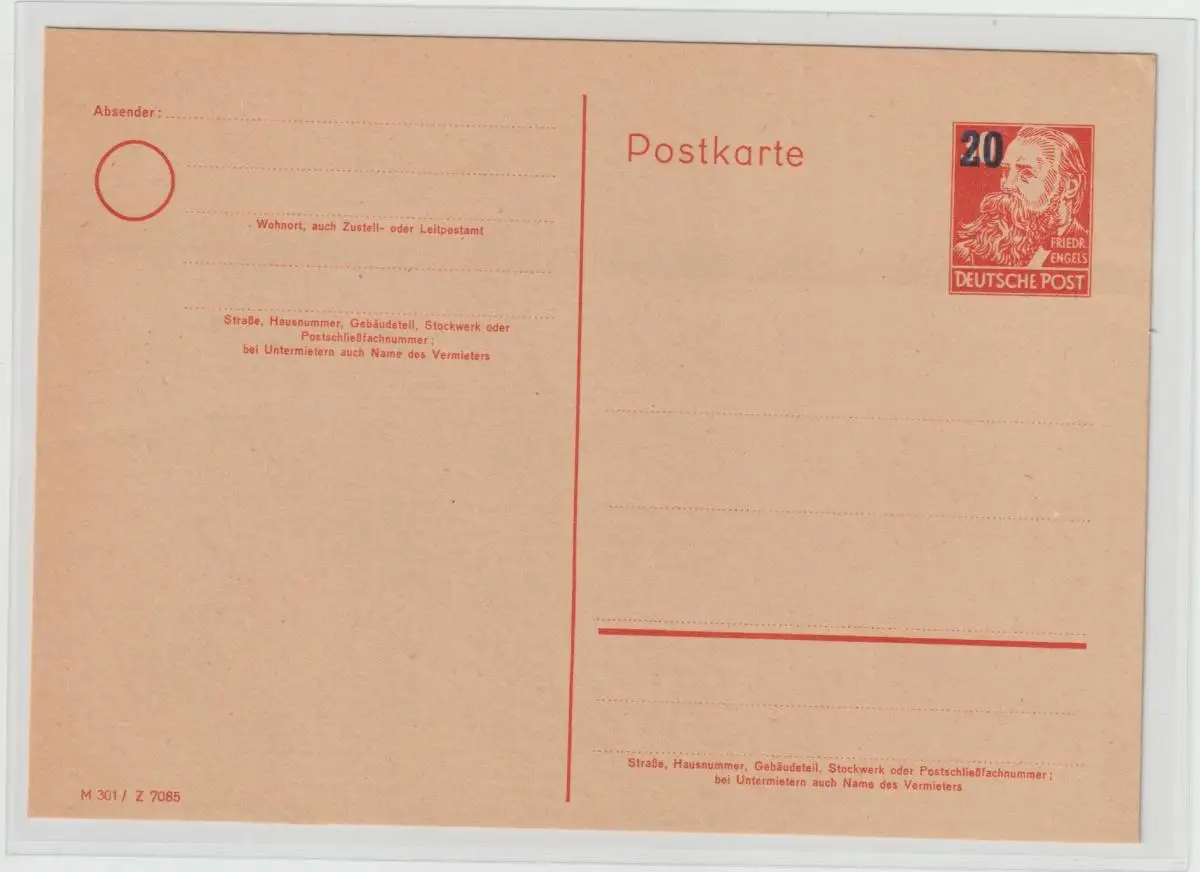 Absender:
Wohnort, auch Zustell- oder Leitpostamt
Straße, Hausnummer, Gebäudeteil, Stockwerk oder
Postschließfachnummer;
bei Untermietern auch Name des Vermieters
M 301 / Z 7085
Postkarte
20
FRIEDR.
ENGELS
DEUTSCHE POST
Straße, Hausnummer, Gebäudeteil, Stockwerk oder Postschließfachnummer;
bei Untermietern auch Name des Vermieters